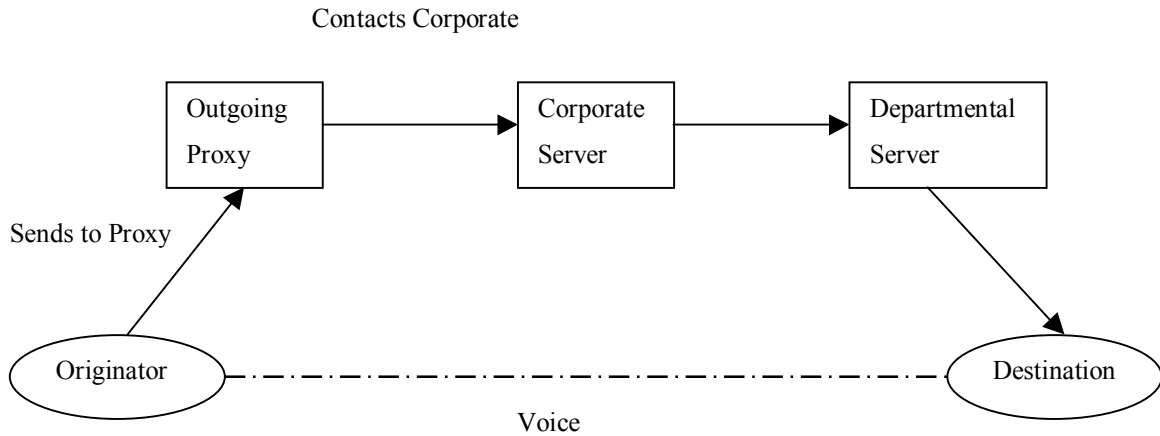 Contacts Corporate
Outgoing
Proxy
Corporate
Server
Departmental
Server
Sends to Proxy
Originator
Destination
Voice